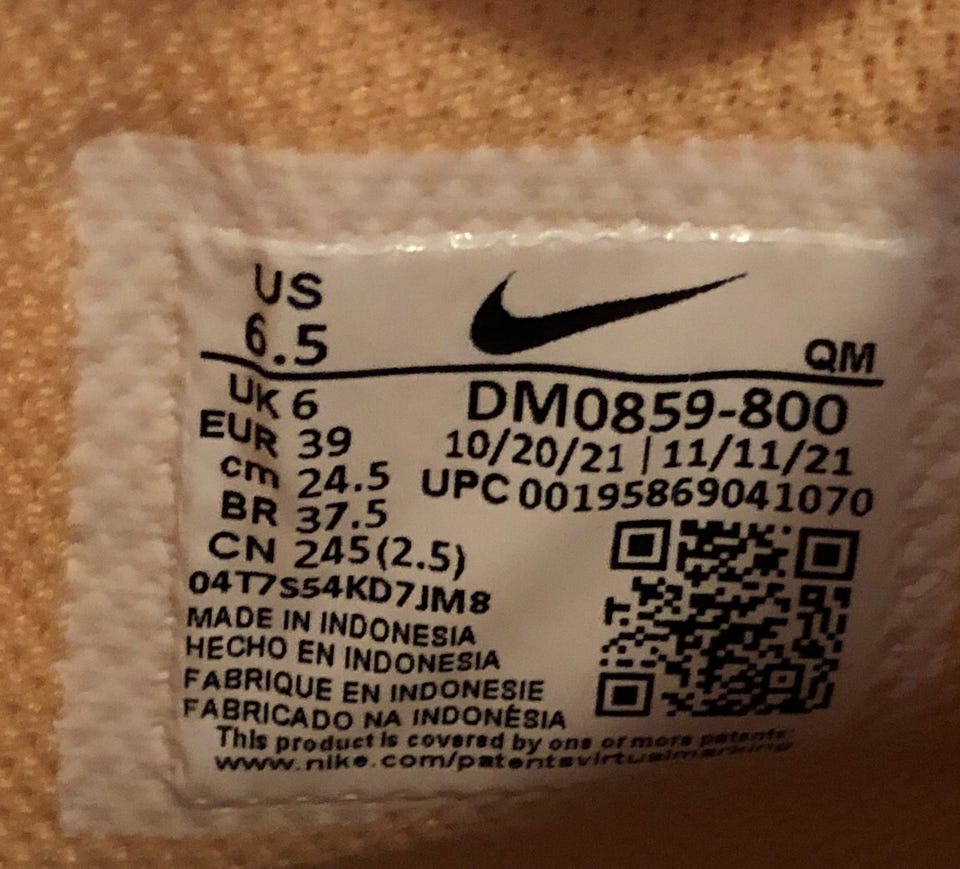 US
6.5
QM
UK 6
EUR 39
cm 24.5
BR 37.5
CN 245(2.5)
DM0859-800
10/20/21 | 11/11/21
UPC 00195869041070
04T7S54KD7JM8
MADE IN INDONESIA
HECHO EN INDONESIA
FABRIQUE EN INDONESIE
FABRICADO NA INDONÉSIA
This product is covered by one or more patents:
www.nike.com/patentsvirtualmarking